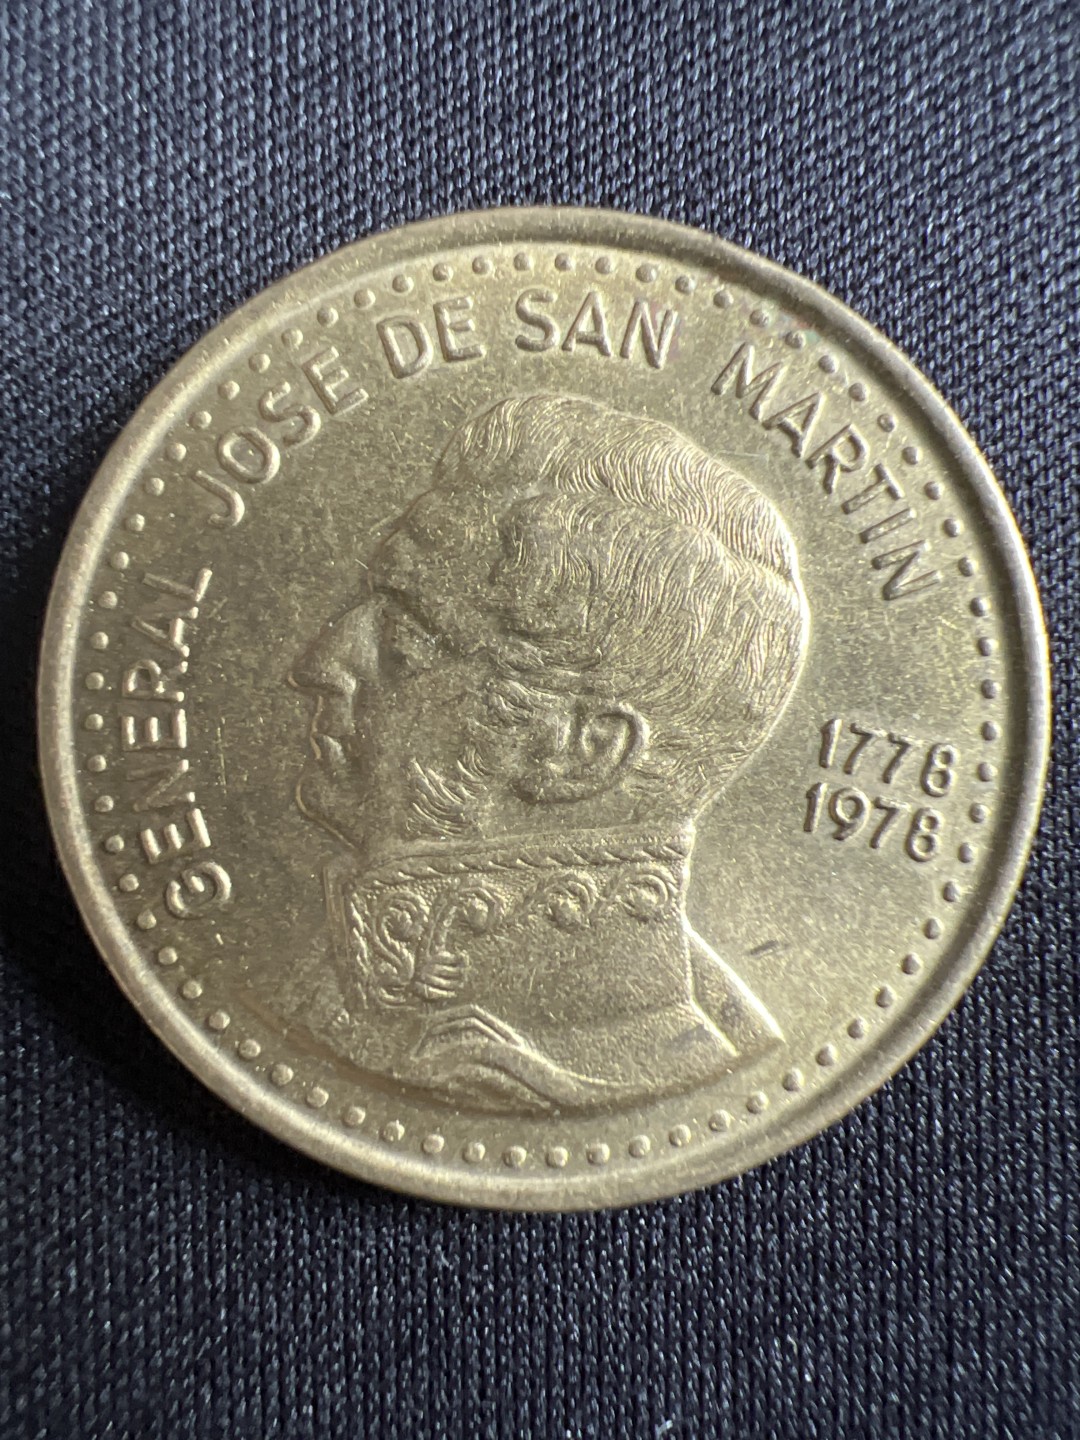 GENERAL JOSE DE SAN MARTIN
1778
1978